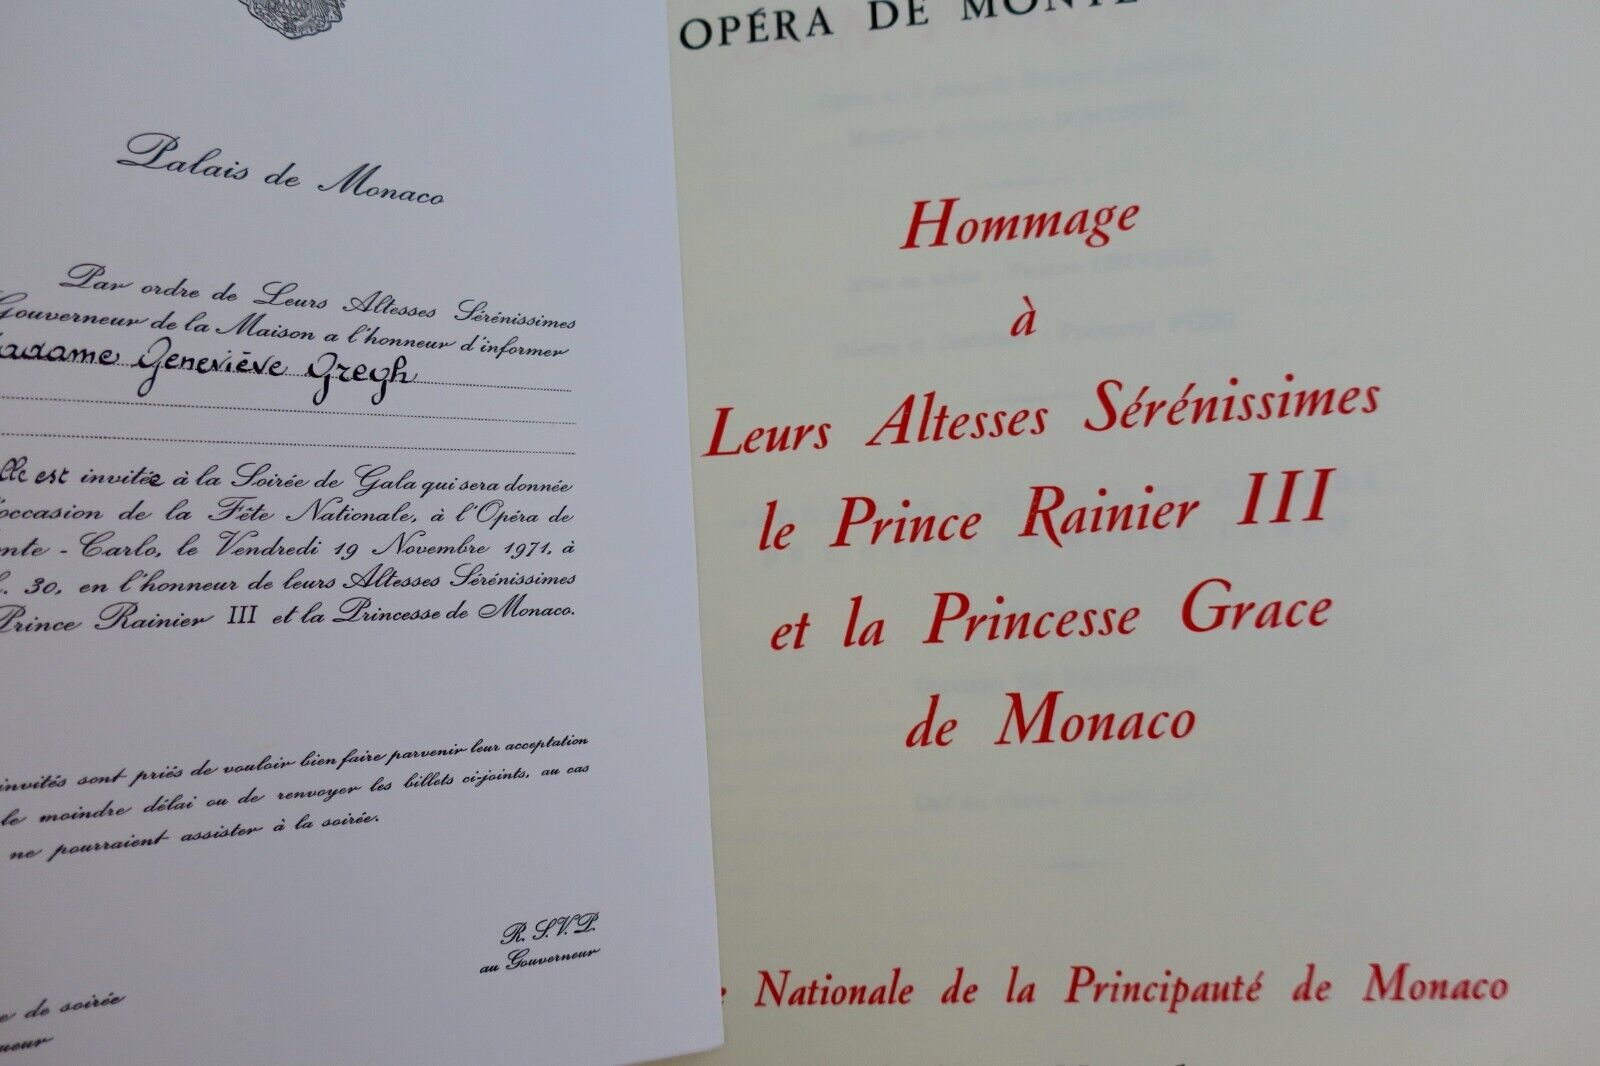 Palais de Monaco
Par ordre de Leurs Altesses Sérénissimes
Gouverneur de la Maison a l'honneur d'informer
adame Geneviève Gregh
elle est invitée à la Soirée de Gala qui sera donnée
l'occasion de la Fête Nationale, à l'Opéra de
nte - Carlo, le Vendredi 19 Novembre 1971, à
30, en l'honneur de leurs Altesses Sérénissimes
Prince Rainier III et la Princesse de Monaco.
invités sont priés de vouloir bien faire parvenir leur acceptation
le moindre délai ou de renvoyer les billets ci-joints, au cas
ne pourraient assister à la soirée.
R. S.V.P.
au Gouverneur
de soirée
OPÉRA DE MONTE
Hommage
à
Leurs Altesses Sérénissimes
le Prince Rainier III
et la Princesse Grace
de Monaco
Nationale de la Principauté de Monaco